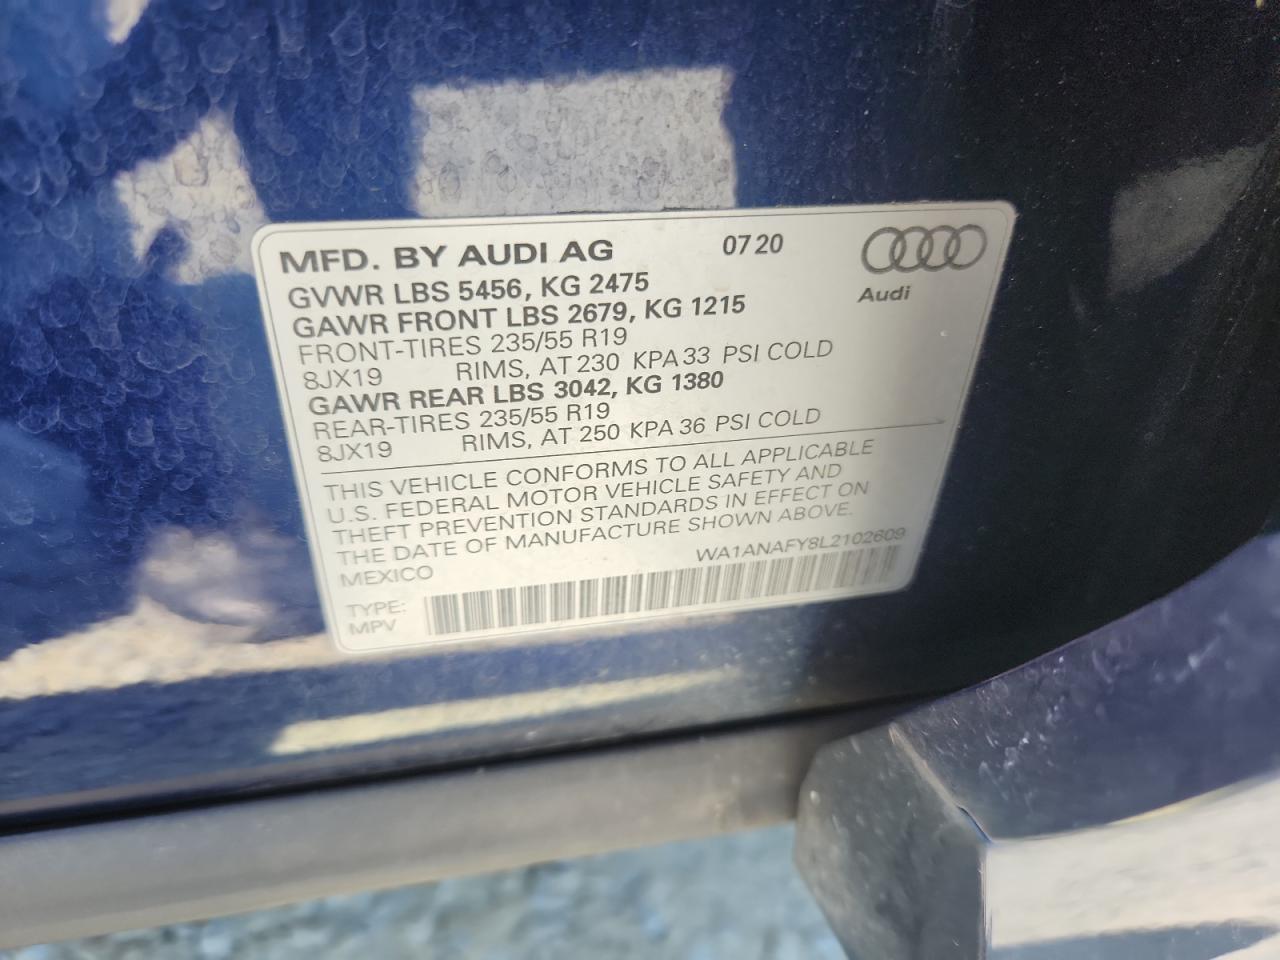 MFD. BY AUDI AG 07 20
Audi
GVWR LBS 5456, KG 2475
GAWR FRONT LBS 2679, KG 1215
FRONT-TIRES 235/55 R19
8JX19 RIMS, AT 230 KPA 33 PSI COLD
GAWR REAR LBS 3042, KG 1380
REAR-TIRES 235/55 R19
8JX19 RIMS, AT 250 KPA 36 PSI COLD
THIS VEHICLE CONFORMS TO ALL APPLICABLE
U.S. FEDERAL MOTOR VEHICLE SAFETY AND
THEFT PREVENTION STANDARDS IN EFFECT ON
THE DATE OF MANUFACTURE SHOWN ABOVE.
MEXICO WA1ANAFY8L2102609
TYPE:
MPV